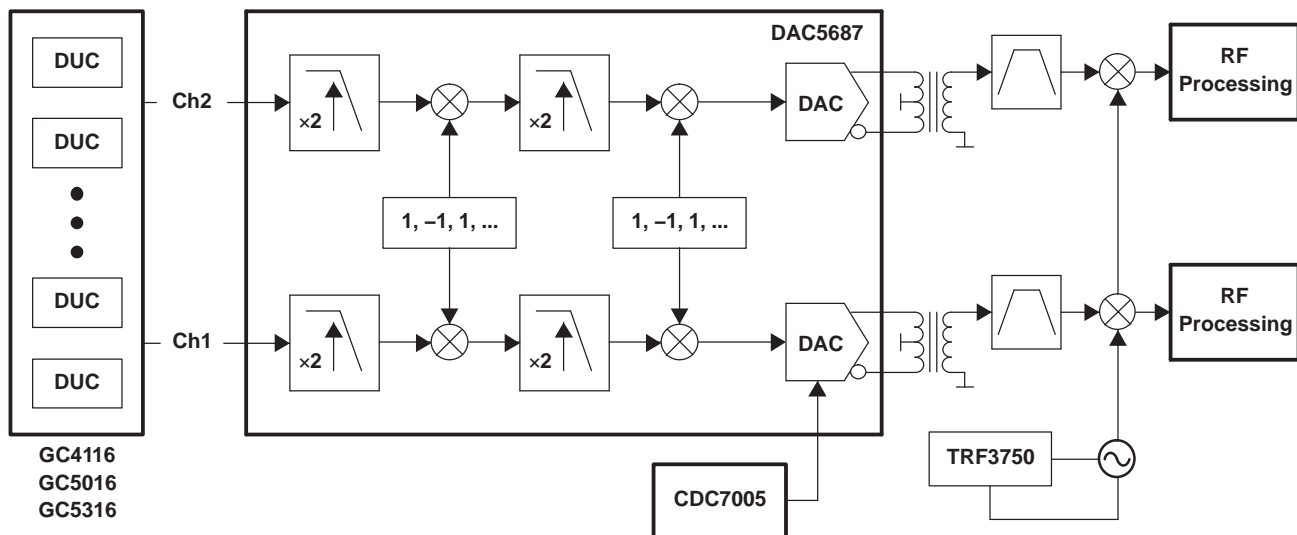 DAC5687
DUC
DUC
DUC
DUC
GC4116
GC5016
GC5316
Ch2
×2
×2
DAC
RF
Processing
1, –1, 1, ...
1, –1, 1, ...
Ch1
×2
×2
DAC
RF
Processing
CDC7005
TRF3750